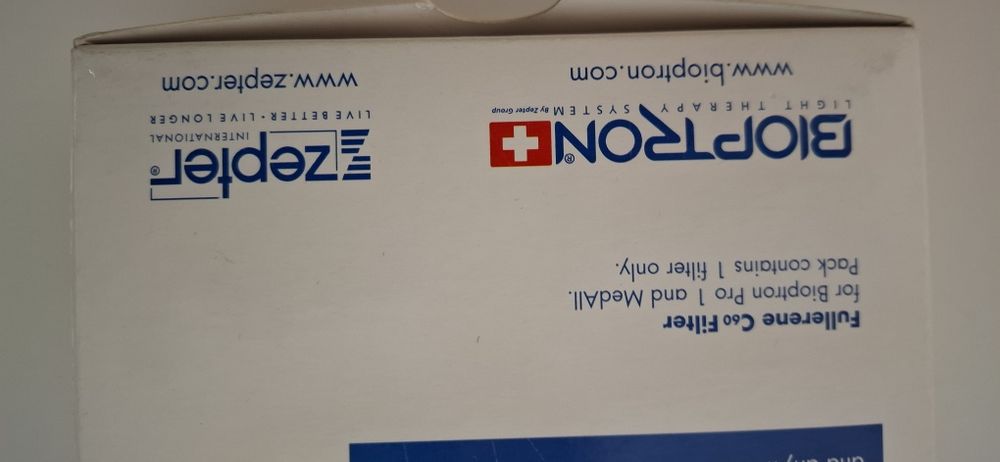 and
Fullerene C₆₀ Filter
for Bioptron Pro 1 and MedAll.
Pack contains 1 filter only.
BIOPTRON®
LIGHT THERAPY SYSTEM By Zepter Group
www.bioptron.com
zepter®
INTERNATIONAL
LIVE BETTER • LIVE LONGER
www.zepter.com